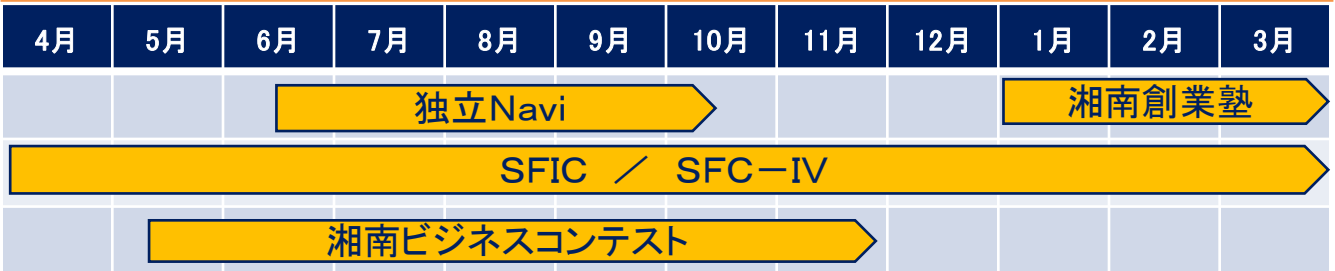 4月 5月 6月 7月 8月 9月 10月 11月 12月 1月 2月 3月
独立Navi 湘南創業塾
SFIC ／ SFC－IV
湘南ビジネスコンテスト